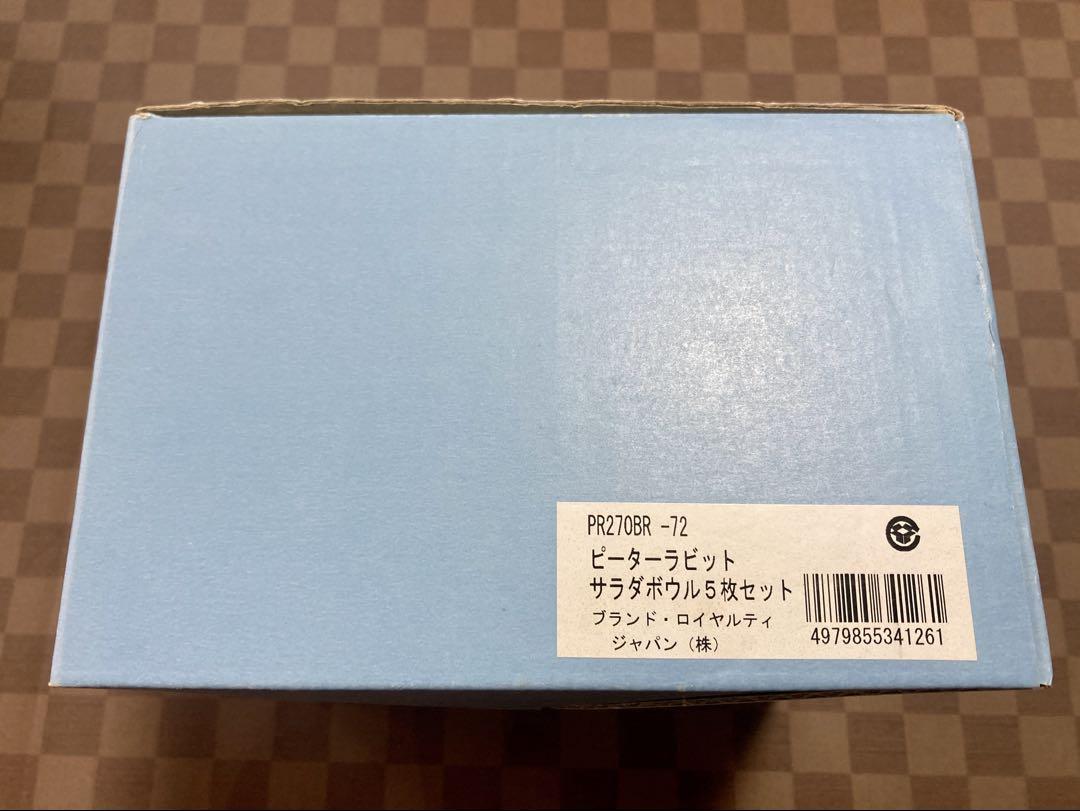 PR270BR -72
ピーターラビット
サラダボウル5枚セット
ブランド・ロイヤルティ
ジャパン(株)
4979855341261